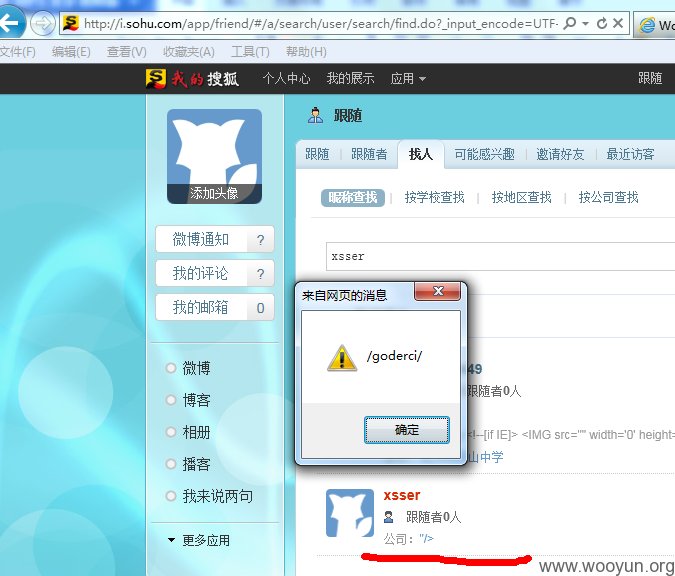 http://i.sohu.com/app/friend/#/a/search/user/search/find.do?_input_encode=UTF-
Wo
文件(F) 编辑(E) 查看(V) 收藏夹(A) 工具(T) 帮助(H)
我的搜狐 个人中心 我的展示 应用 跟随
跟随
添加头像
跟随 跟随者 找人 可能感兴趣 邀请好友 最近访客
昵称查找 按学校查找 按地区查找 按公司查找
微博通知 ?
我的评论 ?
我的邮箱 0
xsser
来自网页的消息
/goderci/
确定
49
跟随者0人
<!--[if IE]> <IMG src="" width='0' height=
山中学
微博
博客
相册
播客
我来说两句
更多应用
xsser
跟随者0人
公司："/>
www.wooyun.org